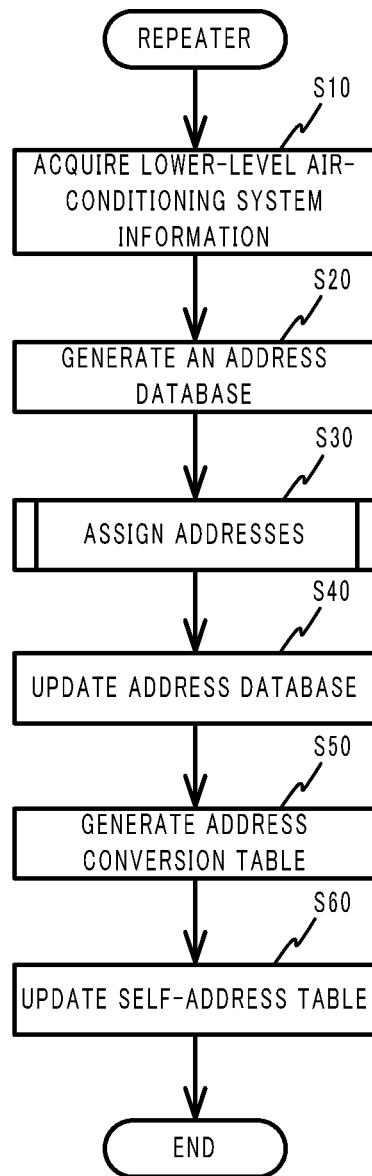 REPEATER
S10
ACQUIRE LOWER-LEVEL AIR-
CONDITIONING SYSTEM
INFORMATION
S20
GENERATE AN ADDRESS
DATABASE
S30
ASSIGN ADDRESSES
S40
UPDATE ADDRESS DATABASE
S50
GENERATE ADDRESS
CONVERSION TABLE
S60
UPDATE SELF-ADDRESS TABLE
END